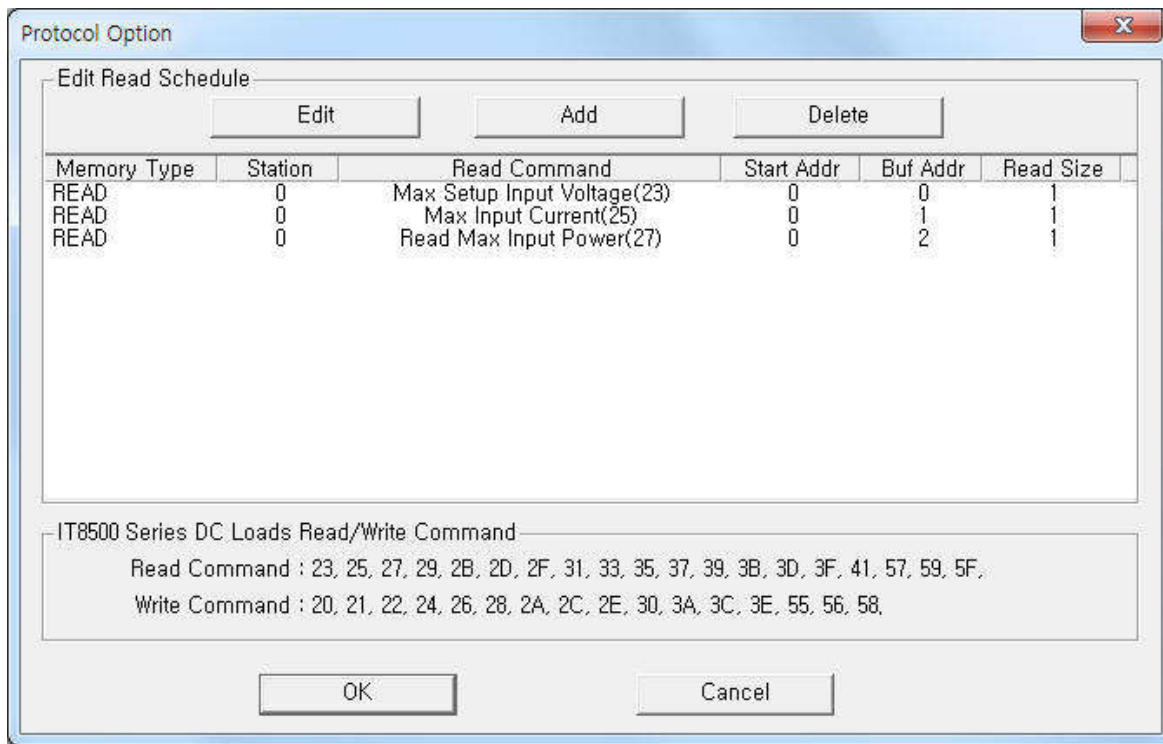 Protocol Option
Edit Read Schedule
Edit Add Delete
Memory Type Station Read Command Start Addr Buf Addr Read Size
READ 0 Max Setup Input Voltage(23) 0 0 1
READ 0 Max Input Current(25) 0 1 1
READ 0 Read Max Input Power(27) 0 2 1
IT8500 Series DC Loads Read/Write Command
Read Command : 23, 25, 27, 29, 2B, 2D, 2F, 31, 33, 35, 37, 39, 3B, 3D, 3F, 41, 57, 59, 5F,
Write Command : 20, 21, 22, 24, 26, 28, 2A, 2C, 2E, 30, 3A, 3C, 3E, 55, 56, 58,
OK Cancel